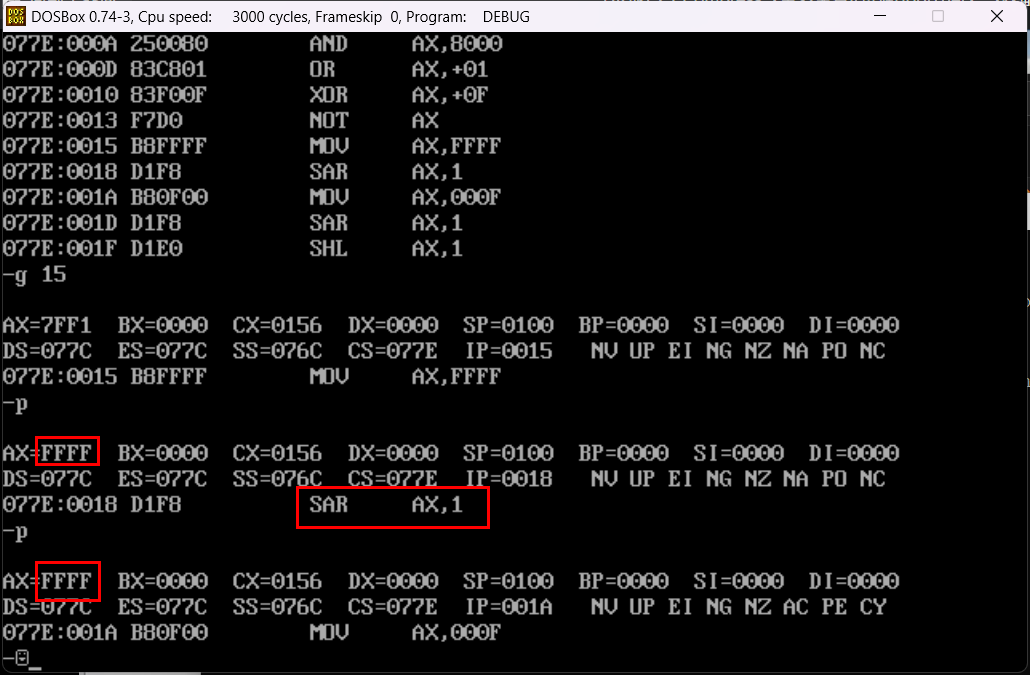 DOSBox 0.74-3, Cpu speed: 3000 cycles, Frameskip 0, Program: DEBUG
077E:000A 250080 AND AX,8000
077E:000D 83C801 OR AX,+01
077E:0010 83F00F XOR AX,+0F
077E:0013 F7D0 NOT AX
077E:0015 B8FFFF MOV AX,FFFF
077E:0018 D1F8 SAR AX,1
077E:001A B80F00 MOV AX,000F
077E:001D D1F8 SAR AX,1
077E:001F D1E0 SHL AX,1
-g 15
AX=7FF1 BX=0000 CX=0156 DX=0000 SP=0100 BP=0000 SI=0000 DI=0000
DS=077C ES=077C SS=076C CS=077E IP=0015 NV UP EI NG NZ NA PO NC
077E:0015 B8FFFF MOV AX,FFFF
-p
AX=FFFF BX=0000 CX=0156 DX=0000 SP=0100 BP=0000 SI=0000 DI=0000
DS=077C ES=077C SS=076C CS=077E IP=0018 NV UP EI NG NZ NA PO NC
077E:0018 D1F8 SAR AX,1
-p
AX=FFFF BX=0000 CX=0156 DX=0000 SP=0100 BP=0000 SI=0000 DI=0000
DS=077C ES=077C SS=076C CS=077E IP=001A NV UP EI NG NZ AC PE CY
077E:001A B80F00 MOV AX,000F
-☺_